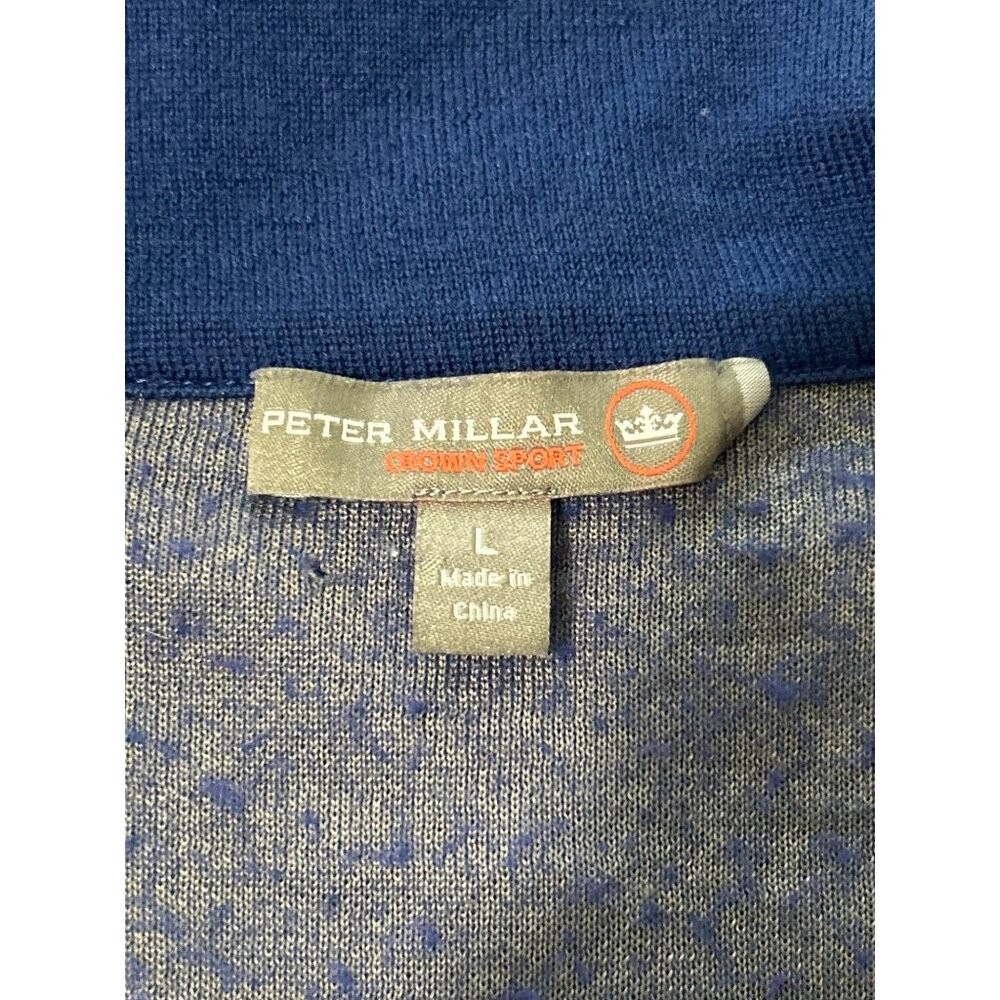 PETER MILLAR
CROWN SPORT
L
Made in
China